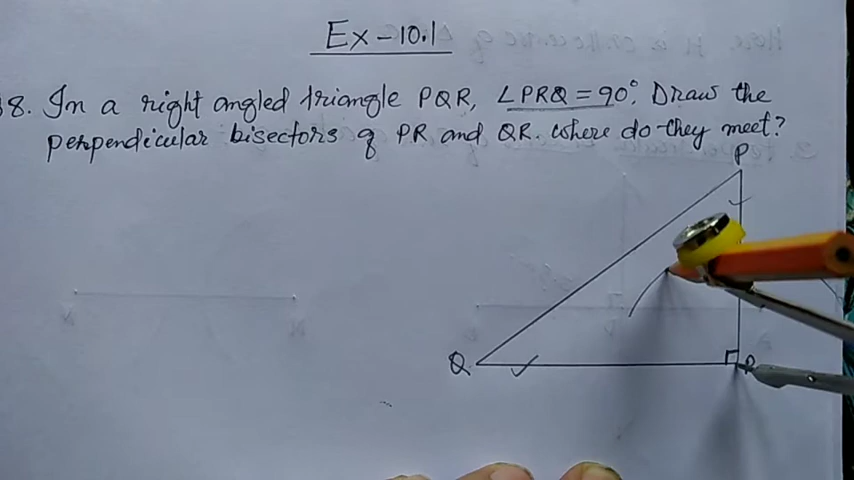 Ex-10.1
8. In a right angled triangle PQR, ∠PRQ = 90°. Draw the
perpendicular bisectors of PR and QR. Where do they meet?
P
Q
R